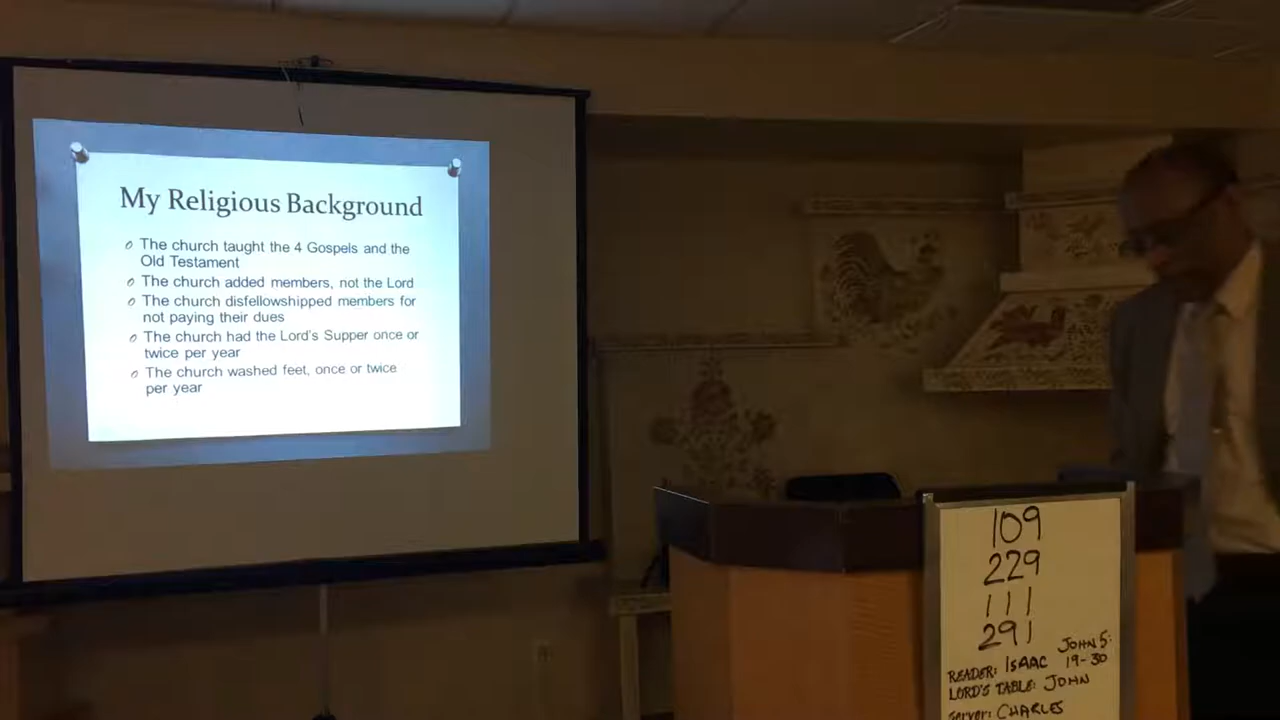 My Religious Background
The church taught the 4 Gospels and the
Old Testament
The church added members, not the Lord
The church disfellowshipped members for
not paying their dues
The church had the Lord's Supper once or
twice per year
The church washed feet, once or twice
per year
109
229
111
291
JOHN 5:
READER: ISAAC 19-30
LORD'S TABLE: JOHN
Server: CHARLES